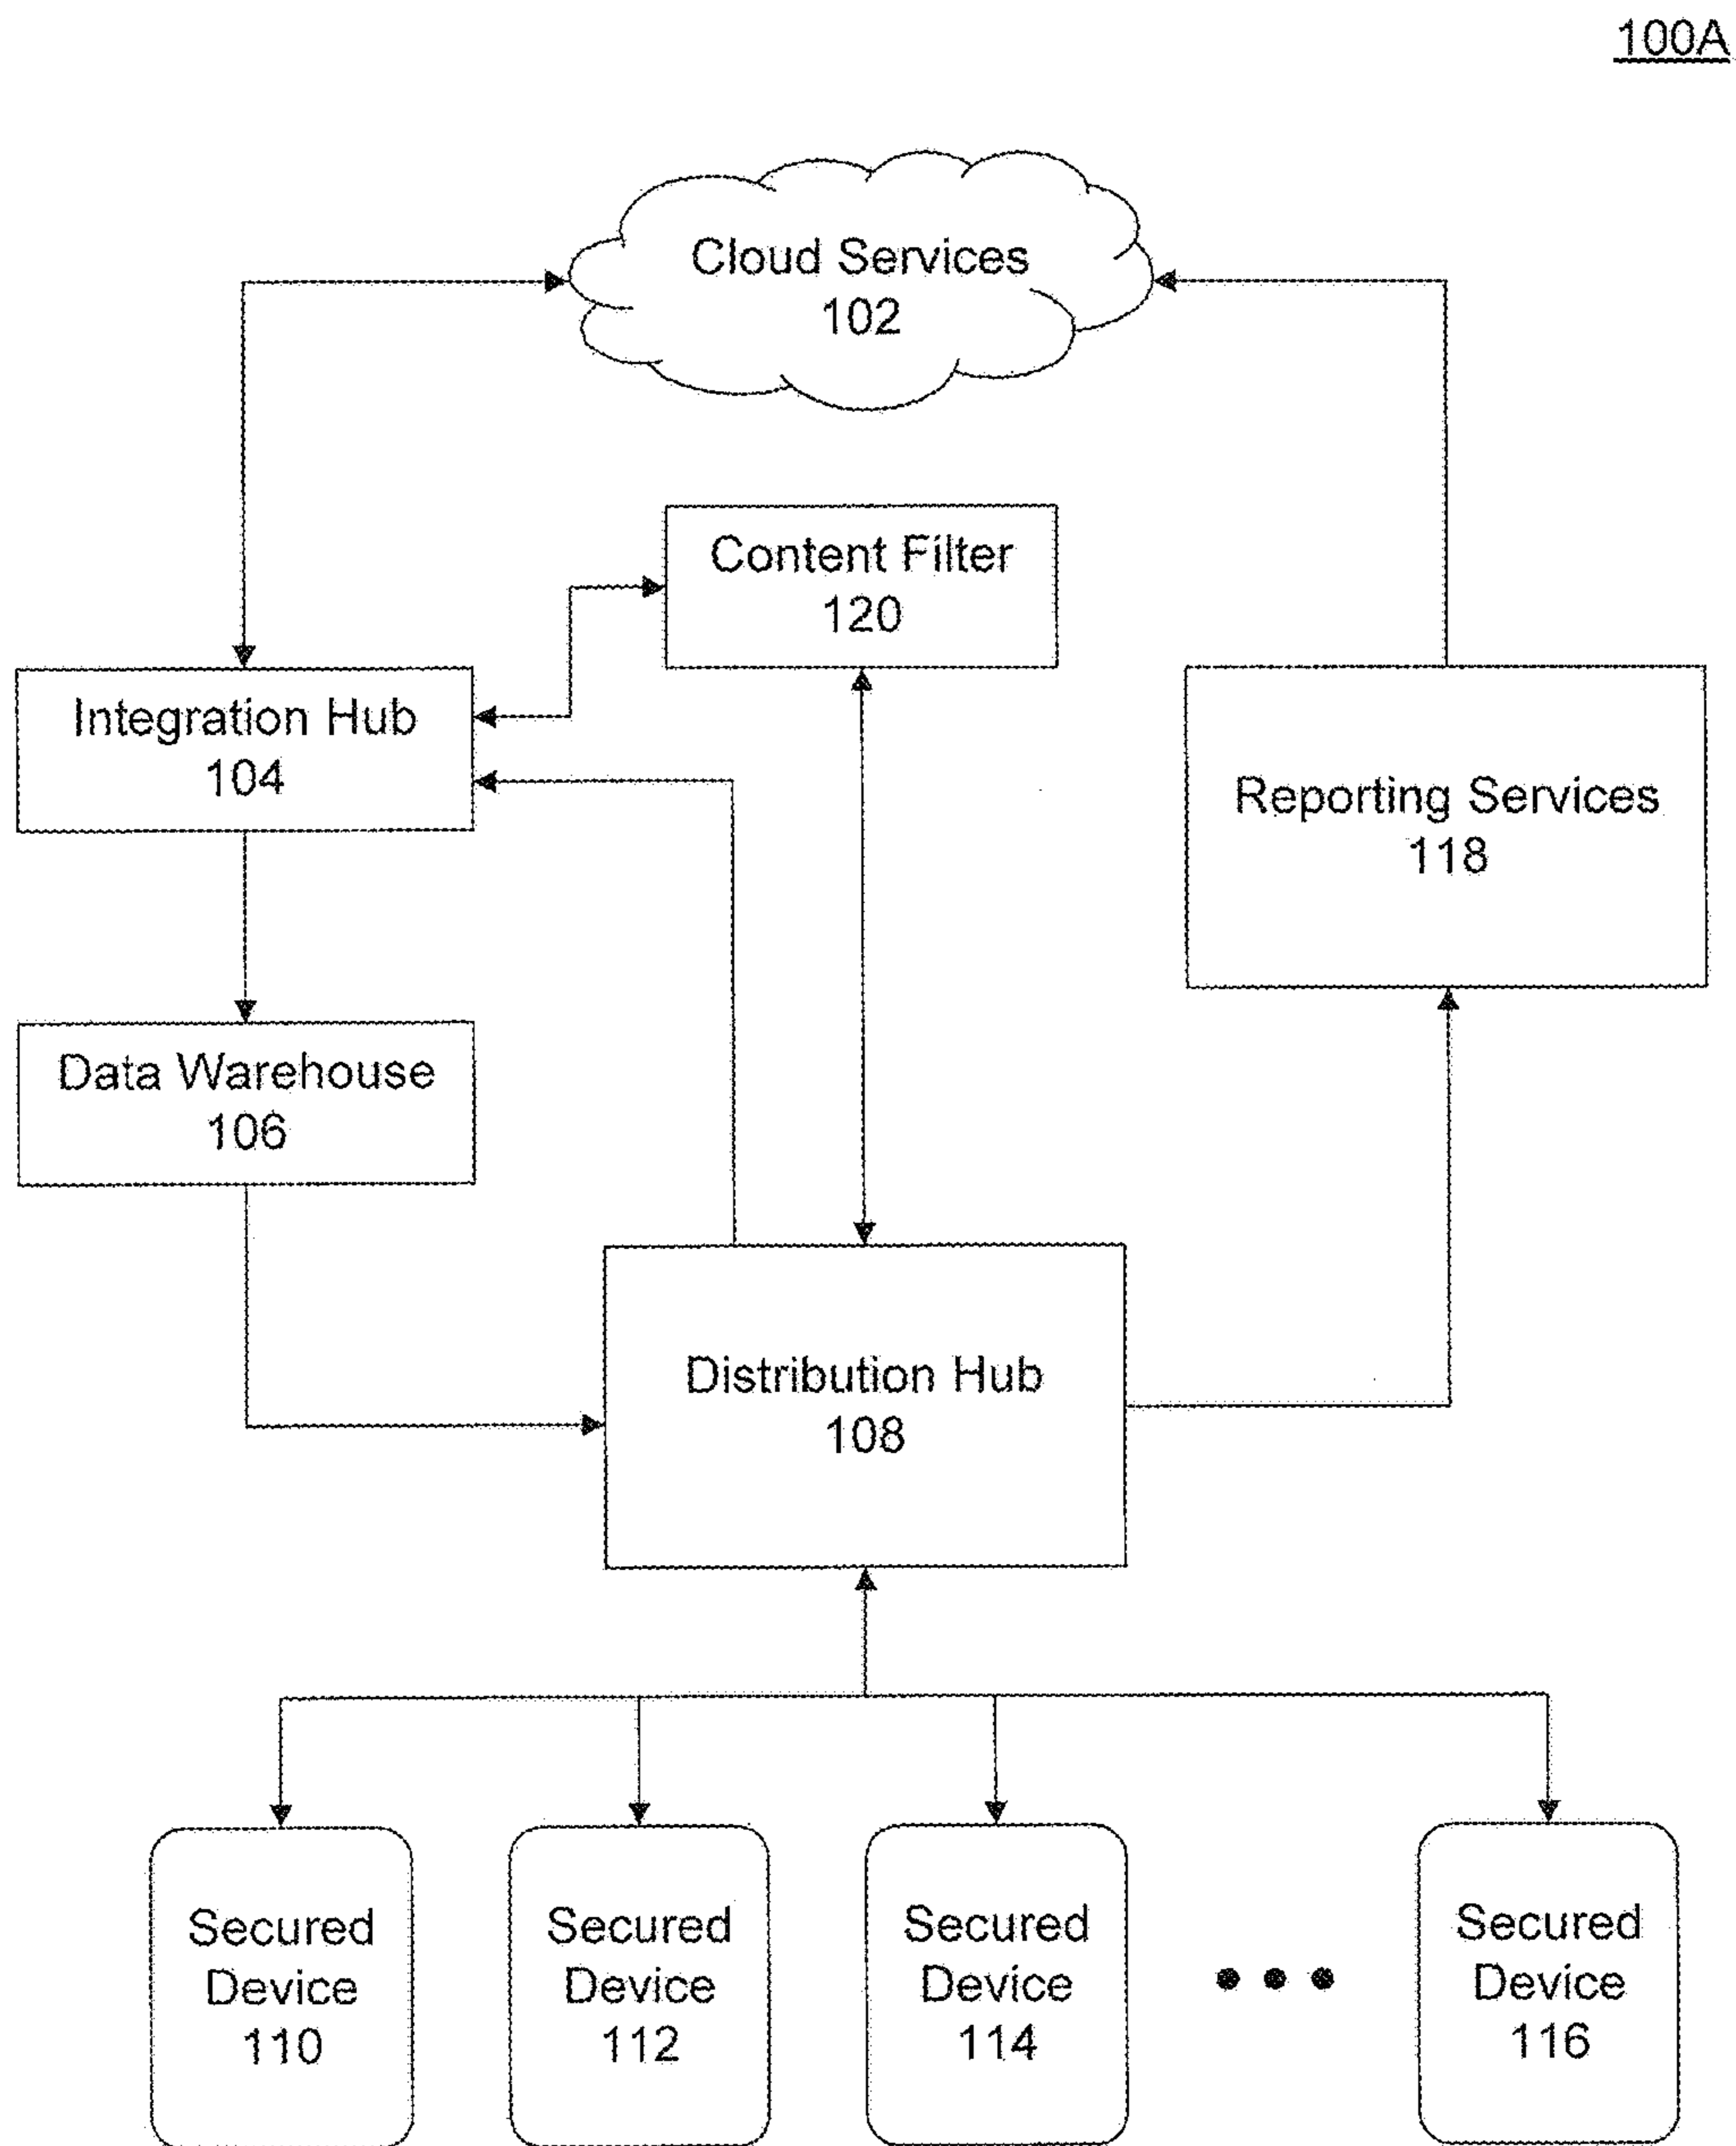 100A
Cloud Services
102
Content Filter
120
Integration Hub
104
Reporting Services
118
Data Warehouse
106
Distribution Hub
108
Secured
Device
110
Secured
Device
112
Secured
Device
114
Secured
Device
116